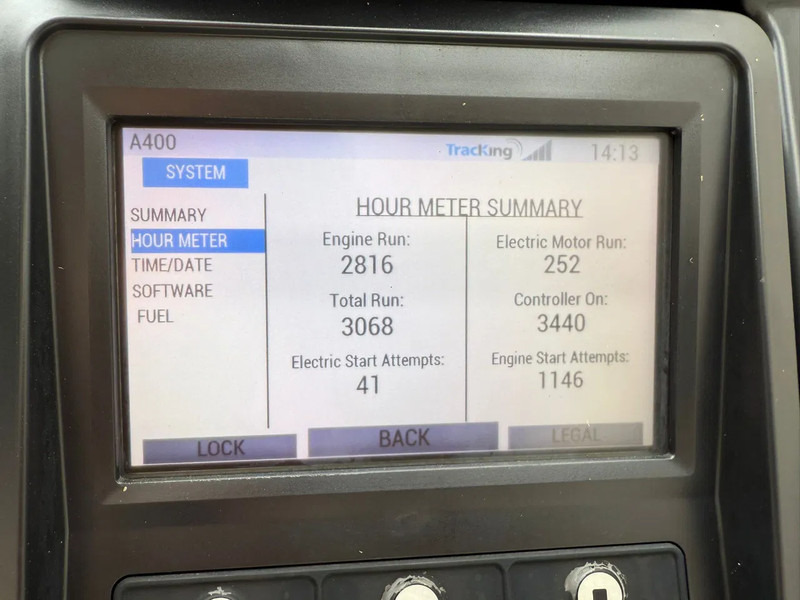 A400
TracKing
14:13
SYSTEM
SUMMARY
HOUR METER
TIME/DATE
SOFTWARE
FUEL
HOUR METER SUMMARY
Engine Run:
2816
Electric Motor Run:
252
Total Run:
3068
Controller On:
3440
Electric Start Attempts:
41
Engine Start Attempts:
1146
LOCK
BACK
LEGAL